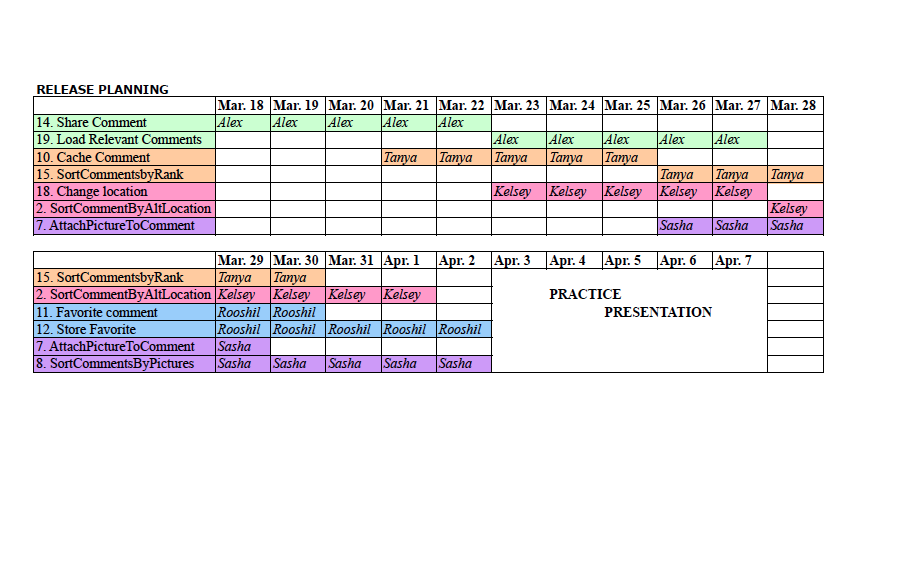 RELEASE PLANNING
Mar. 18 Mar. 19 Mar. 20 Mar. 21 Mar. 22 Mar. 23 Mar. 24 Mar. 25 Mar. 26 Mar. 27 Mar. 28
14. Share Comment Alex Alex Alex Alex Alex
19. Load Relevant Comments Alex Alex Alex Alex Alex
10. Cache Comment Tanya Tanya Tanya Tanya Tanya
15. SortCommentsbyRank Tanya Tanya Tanya
18. Change location Kelsey Kelsey Kelsey Kelsey Kelsey
2. SortCommentByAltLocation Kelsey
7. AttachPictureToComment Sasha Sasha Sasha
Mar. 29 Mar. 30 Mar. 31 Apr. 1 Apr. 2 Apr. 3 Apr. 4 Apr. 5 Apr. 6 Apr. 7
15. SortCommentsbyRank Tanya Tanya
2. SortCommentByAltLocation Kelsey Kelsey Kelsey Kelsey PRACTICE
11. Favorite comment Rooshil Rooshil PRESENTATION
12. Store Favorite Rooshil Rooshil Rooshil Rooshil Rooshil
7. AttachPictureToComment Sasha
8. SortCommentsByPictures Sasha Sasha Sasha Sasha Sasha